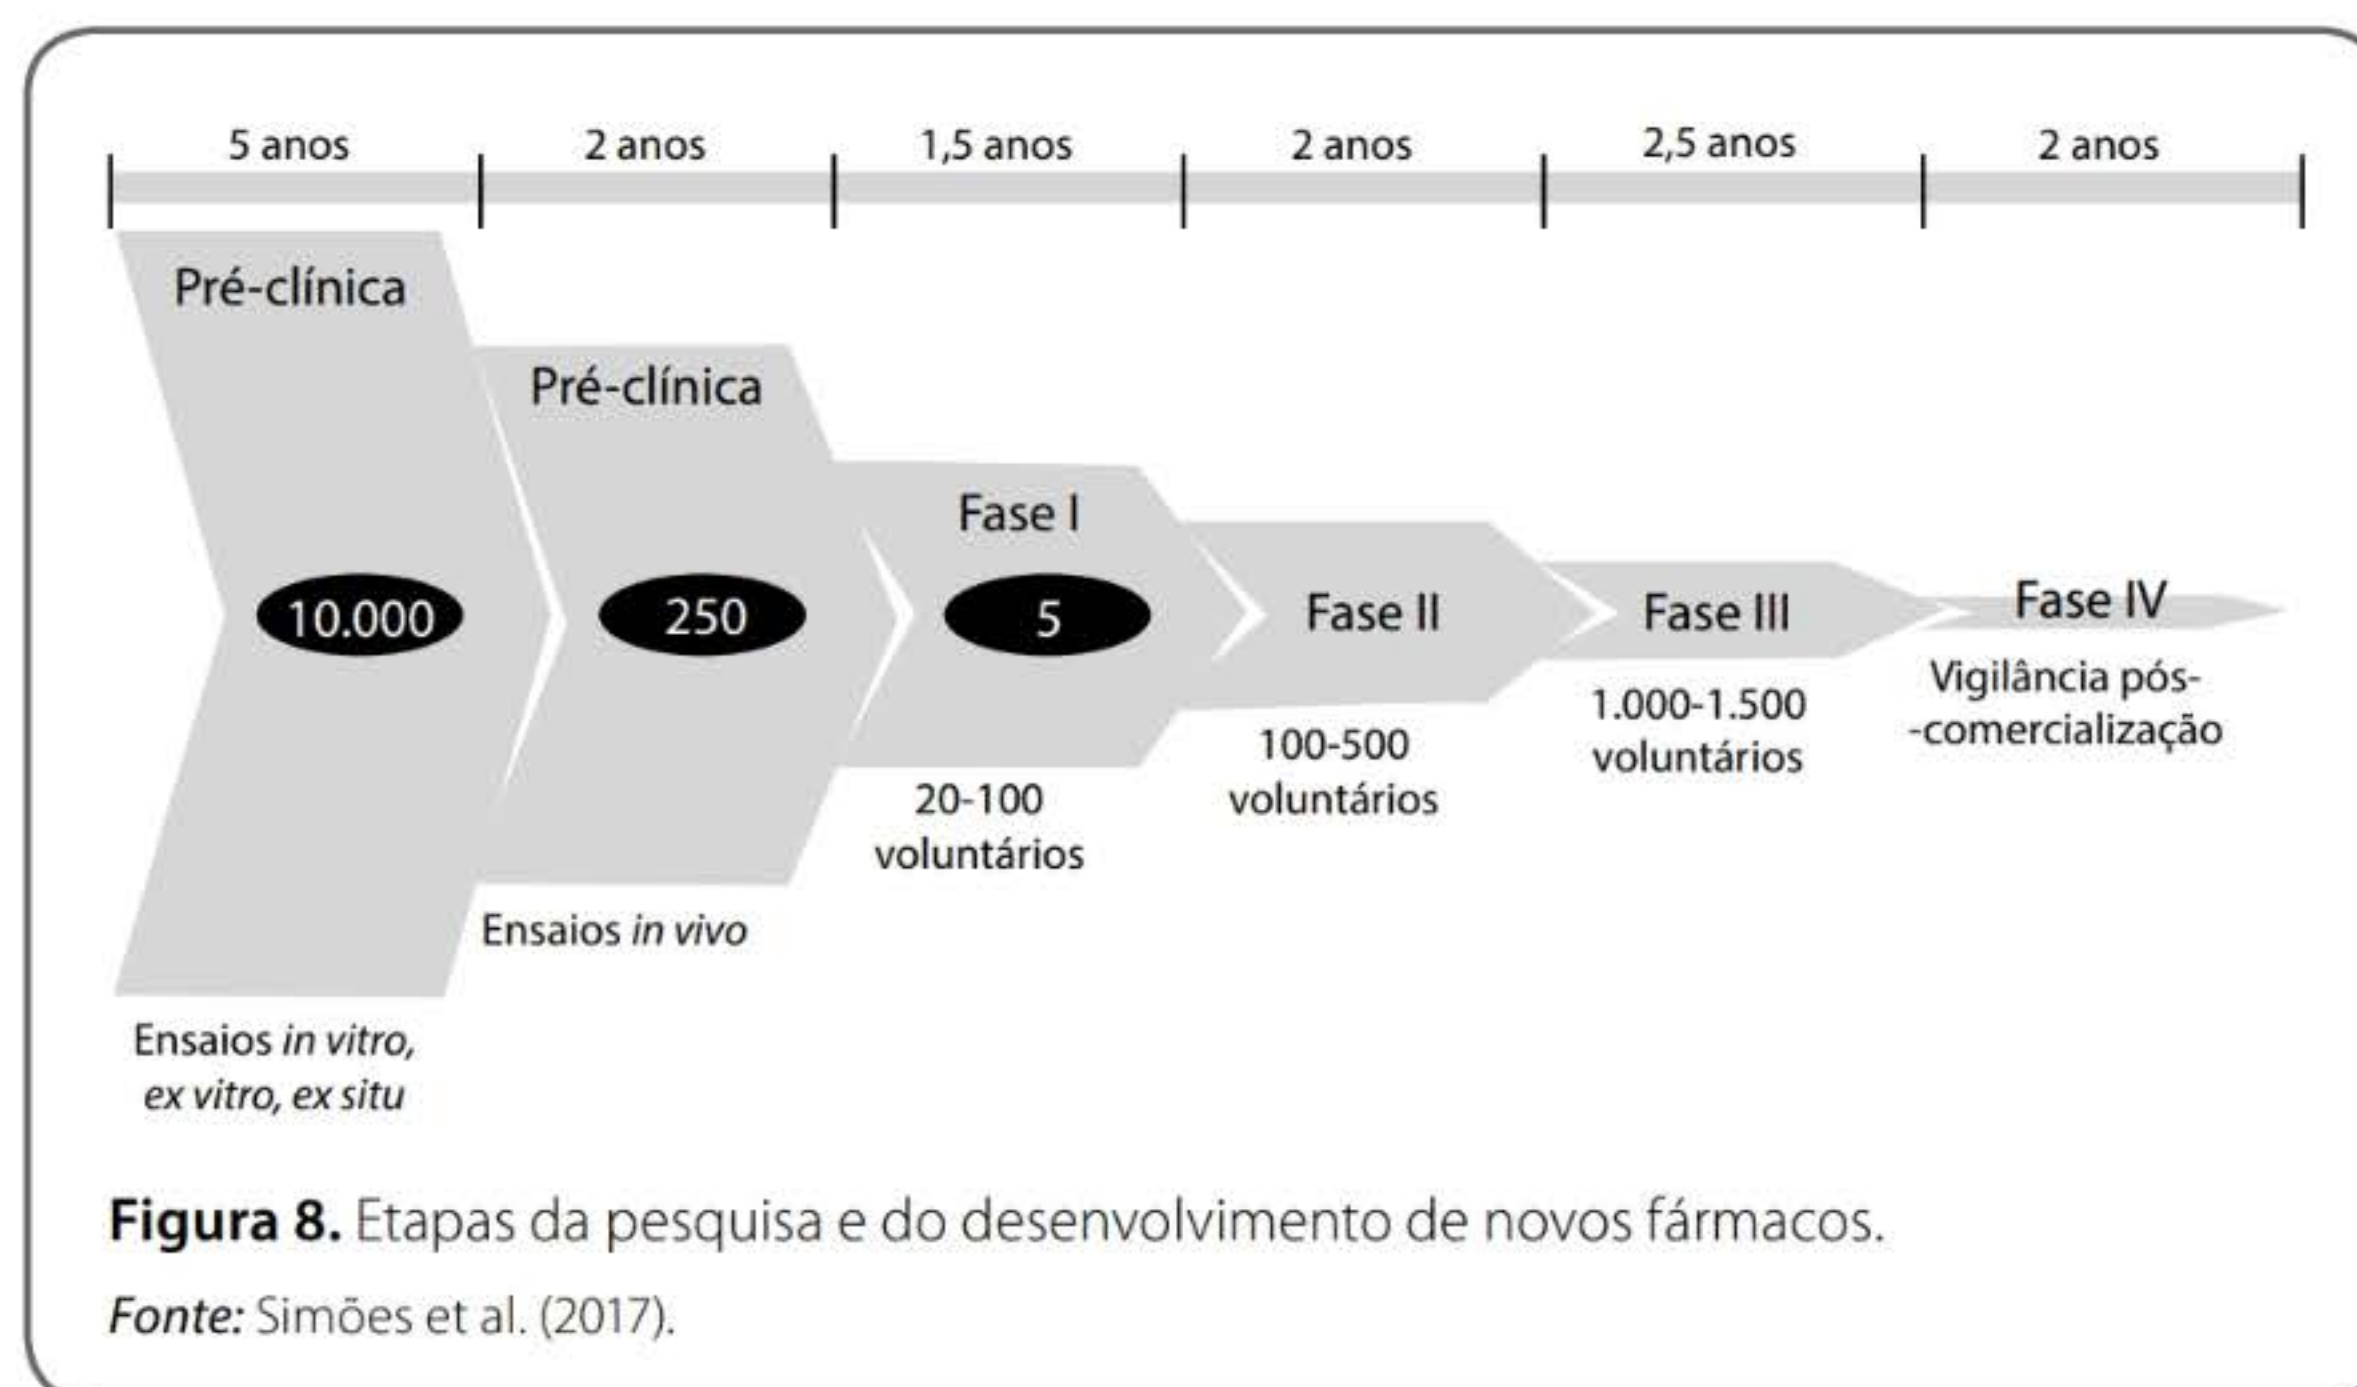 5 anos
2 anos
1,5 anos
2 anos
2,5 anos
2 anos
Pré-clínica
10.000
Ensaios in vitro,
ex vitro, ex situ
Pré-clínica
250
Ensaios in vivo
Fase I
5
20-100
voluntários
Fase II
100-500
voluntários
Fase III
1.000-1.500
voluntários
Fase IV
Vigilância pós-
-comercialização
Figura 8. Etapas da pesquisa e do desenvolvimento de novos fármacos.
Fonte: Simões et al. (2017).